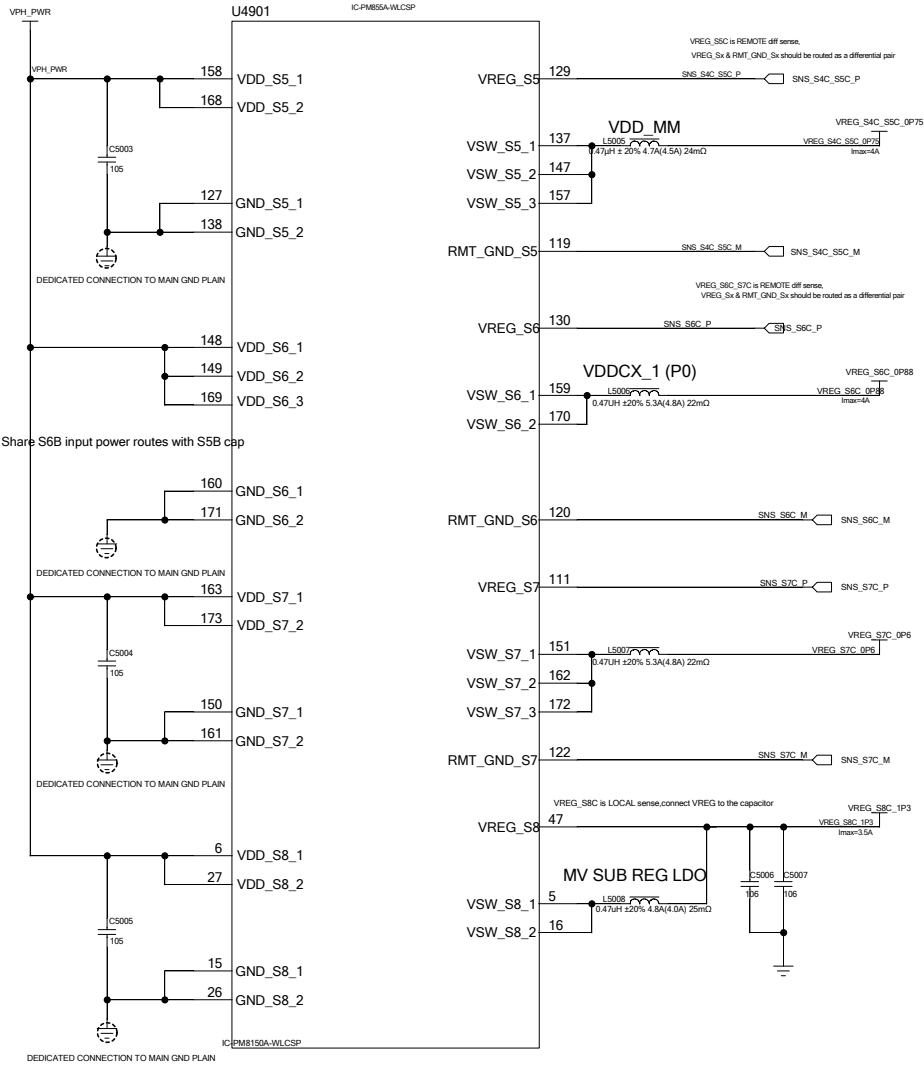 VPH_PWR
U4901
IC-PM855A-WLCSP
VPH_PWR
158
VDD_S5_1
168
VDD_S5_2
C5003
105
127
GND_S5_1
138
GND_S5_2
DEDICATED CONNECTION TO MAIN GND PLAIN
148
VDD_S6_1
149
VDD_S6_2
169
VDD_S6_3
Share S6B input power routes with S5B cap
160
GND_S6_1
171
GND_S6_2
DEDICATED CONNECTION TO MAIN GND PLAIN
163
VDD_S7_1
173
VDD_S7_2
C5004
105
150
GND_S7_1
161
GND_S7_2
DEDICATED CONNECTION TO MAIN GND PLAIN
6
VDD_S8_1
27
VDD_S8_2
C5005
105
15
GND_S8_1
26
GND_S8_2
DEDICATED CONNECTION TO MAIN GND PLAIN
IC-PM8150A-WLCSP
VREG_S5C is REMOTE diff sense,
VREG_Sx & RMT_GND_Sx should be routed as a differential pair
VREG_S5
129
SNS_S4C_S5C_P
SNS_S4C_S5C_P
VDD_MM
VREG_S4C_S5C_0P75
VSW_S5_1
137
L5005
0.47µH ± 20% 4.7A(4.5A) 24mΩ
VREG_S4C_S5C_0P75
Imax=4A
VSW_S5_2
147
VSW_S5_3
157
RMT_GND_S5
119
SNS_S4C_S5C_M
SNS_S4C_S5C_M
VREG_S6C_S7C is REMOTE diff sense,
VREG_Sx & RMT_GND_Sx should be routed as a differential pair
VREG_S6
130
SNS_S6C_P
SNS_S6C_P
VDDCX_1 (P0)
VREG_S6C_0P88
VSW_S6_1
159
L5006
0.47UH ±20% 5.3A(4.8A) 22mΩ
VREG_S6C_0P88
Imax=4A
VSW_S6_2
170
RMT_GND_S6
120
SNS_S6C_M
SNS_S6C_M
VREG_S7
111
SNS_S7C_P
SNS_S7C_P
VREG_S7C_0P6
VSW_S7_1
151
L5007
0.47UH ±20% 5.3A(4.8A) 22mΩ
VREG_S7C_0P6
VSW_S7_2
162
VSW_S7_3
172
RMT_GND_S7
122
SNS_S7C_M
SNS_S7C_M
VREG_S8C is LOCAL sense,connect VREG to the capacitor
VREG_S8C_1P3
VREG_S8
47
VREG_S8C_1P3
Imax=3.5A
MV SUB REG LDO
C5006
106
C5007
106
VSW_S8_1
5
L5008
0.47uH ±20% 4.8A(4.0A) 25mΩ
VSW_S8_2
16